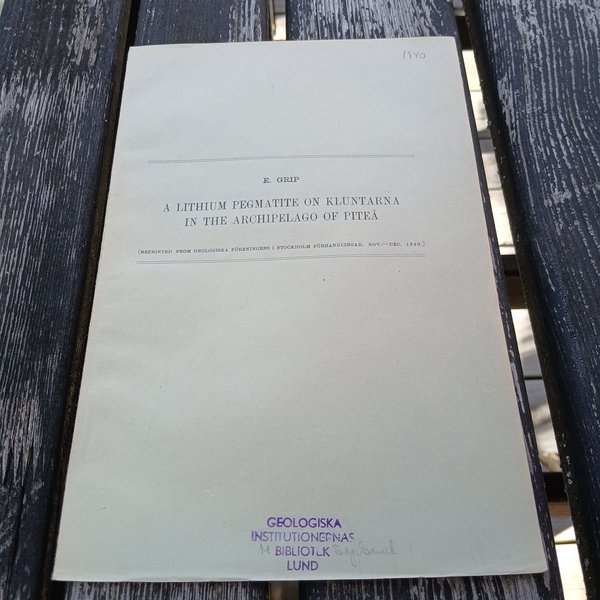 1940
E. GRIP
A LITHIUM PEGMATITE ON KLUNTARNA
IN THE ARCHIPELAGO OF PITEÅ
(REPRINTED FROM GEOLOGISKA FÖRENINGENS I STOCKHOLM FÖRHANDLINGAR. NOV.—DEC. 1940.)
GEOLOGISKA
INSTITUTIONERNAS
BIBLIOTEK
LUND